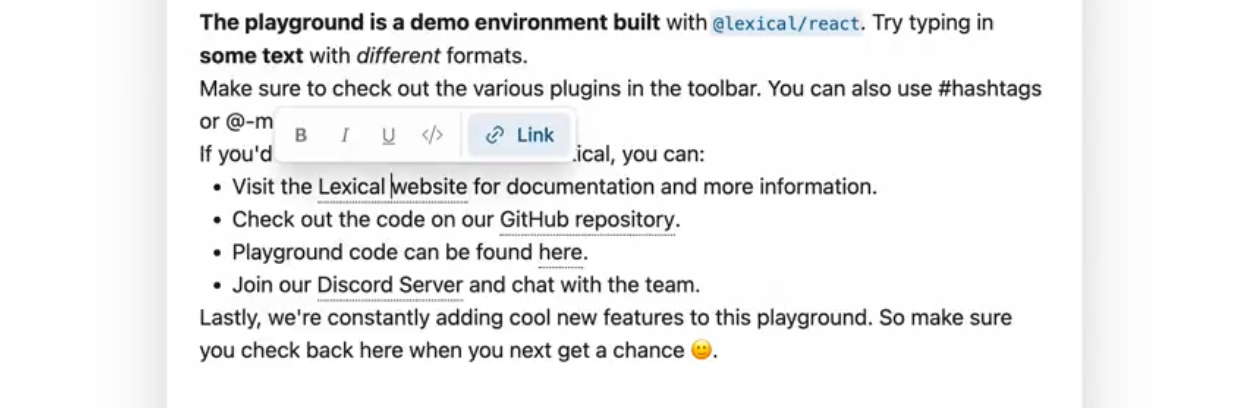 The playground is a demo environment built with @lexical/react. Try typing in
some text with different formats.
Make sure to check out the various plugins in the toolbar. You can also use #hashtags
or @-m
B I U </> Link
If you'd .ical, you can:
• Visit the Lexical website for documentation and more information.
• Check out the code on our GitHub repository.
• Playground code can be found here.
• Join our Discord Server and chat with the team.
Lastly, we're constantly adding cool new features to this playground. So make sure
you check back here when you next get a chance 🙂.